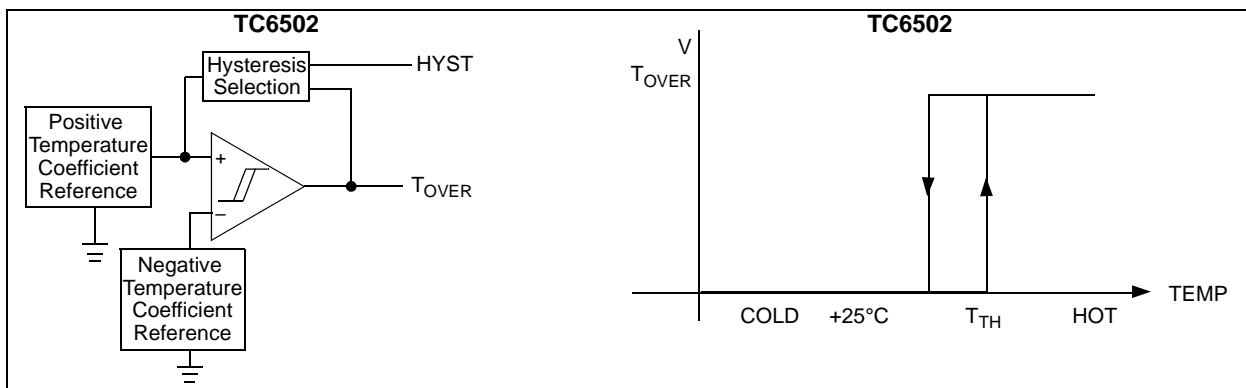 TC6502
Hysteresis
Selection
HYST
Positive
Temperature
Coefficient
Reference
+
−
TOVER
Negative
Temperature
Coefficient
Reference
TC6502
V
TOVER
TEMP
COLD +25°C TTH HOT